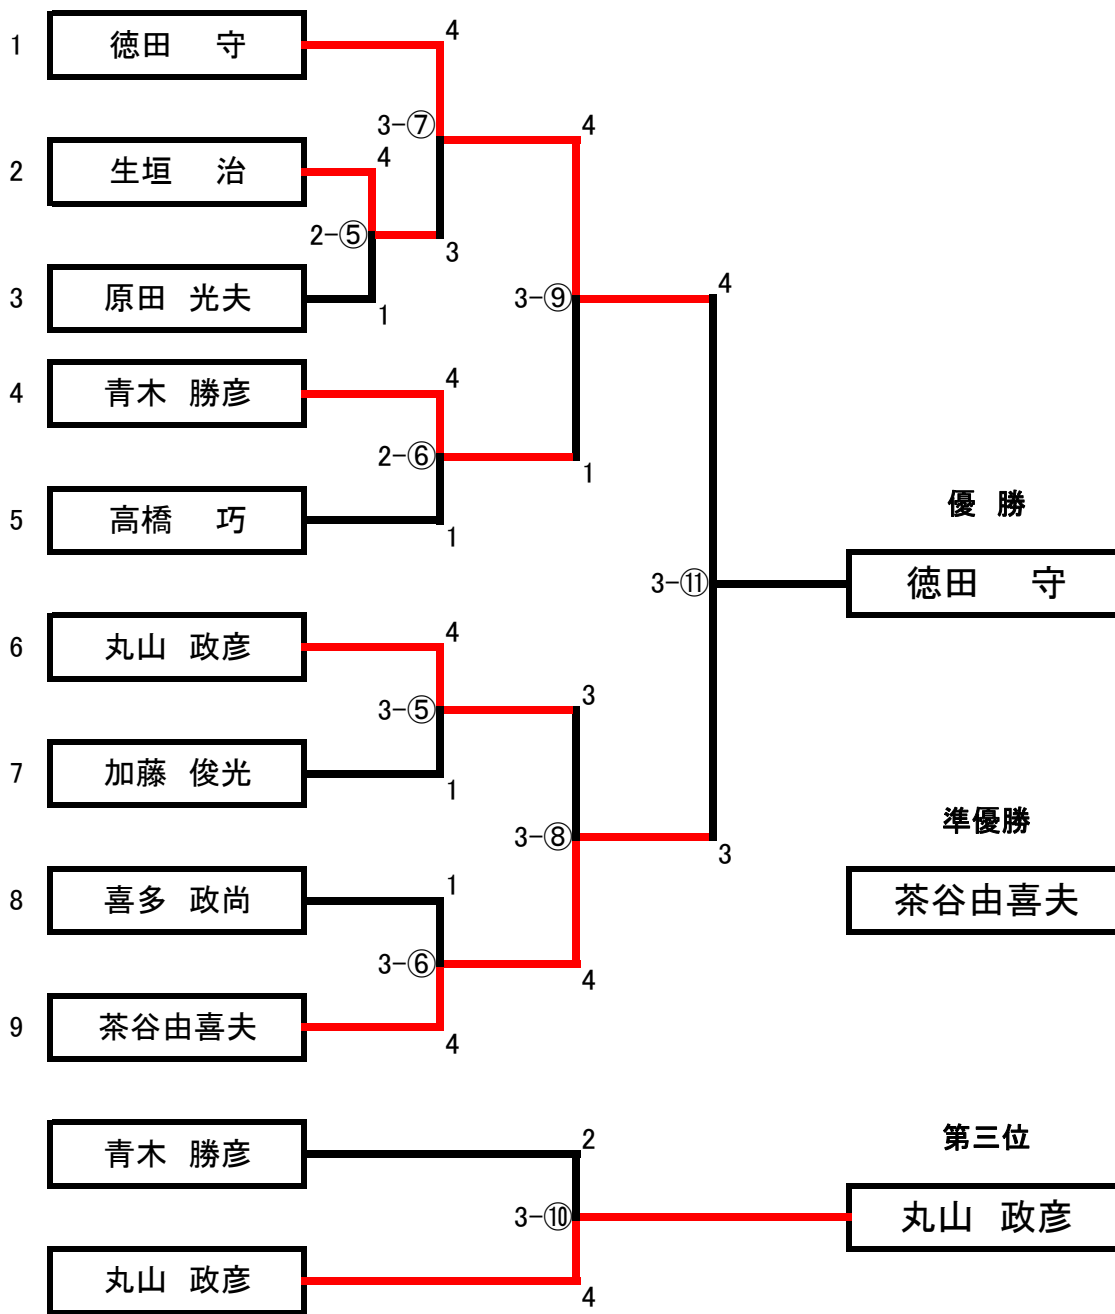 1 徳田 守 4
3-⑦ 4
2 生垣 治 4
2-⑤ 3
3 原田 光夫 1
3-⑨ 4
4 青木 勝彦 4
2-⑥ 1
5 高橋 巧 1
優 勝
3-⑪ 徳田 守
6 丸山 政彦 4
3-⑤ 3
7 加藤 俊光 1
準優勝
3-⑧ 3
8 喜多 政尚 1
茶谷由喜夫
3-⑥ 4
9 茶谷由喜夫 4
青木 勝彦 2
第三位
3-⑩ 丸山 政彦
丸山 政彦 4